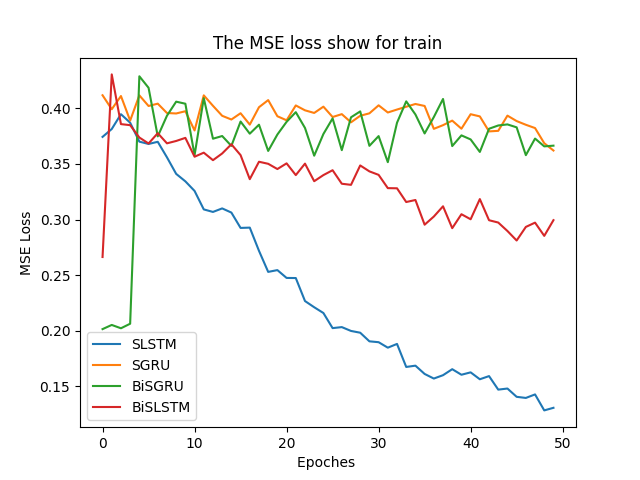 The MSE loss show for train
MSE Loss
0.40
0.35
0.30
0.25
0.20
0.15
SLSTM
SGRU
BiSGRU
BiSLSTM
0
10
20
30
40
50
Epoches